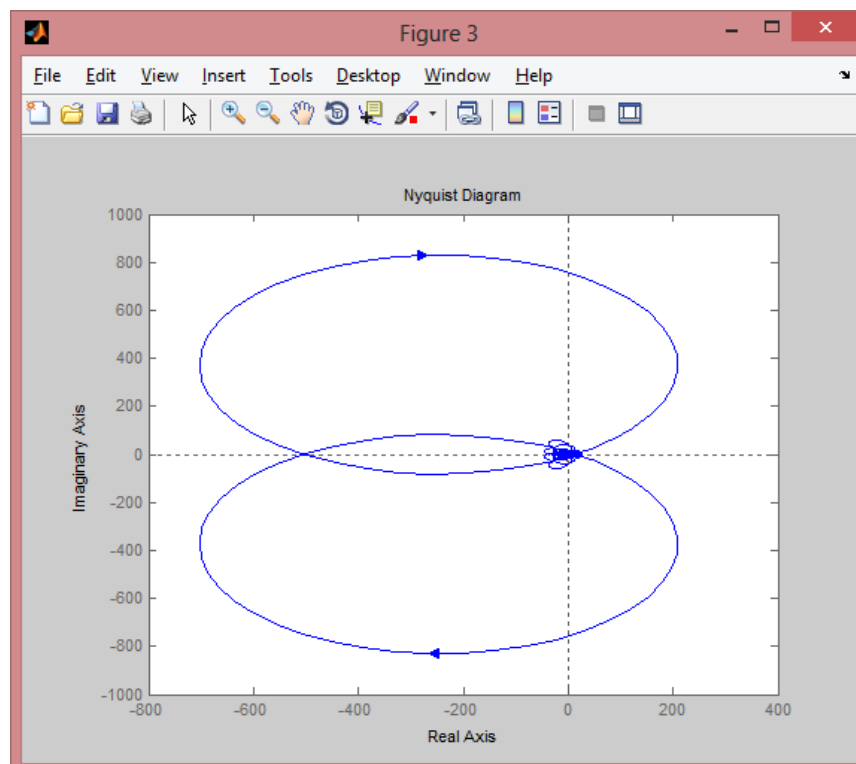 Figure 3
File Edit View Insert Tools Desktop Window Help
Nyquist Diagram
1000
800
600
400
200
0
-200
-400
-600
-800
-1000
Imaginary Axis
-800 -600 -400 -200 0 200 400
Real Axis